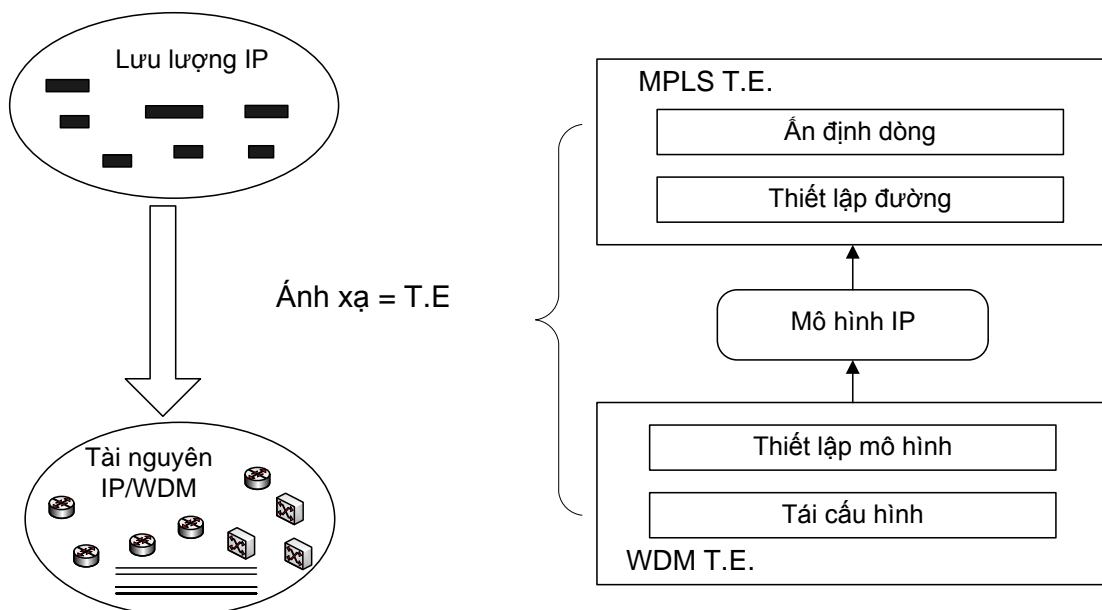 Lưu lượng IP
Ánh xạ = T.E
Tài nguyên
IP/WDM
MPLS T.E.
Ấn định dòng
Thiết lập đường
Mô hình IP
Thiết lập mô hình
Tái cấu hình
WDM T.E.